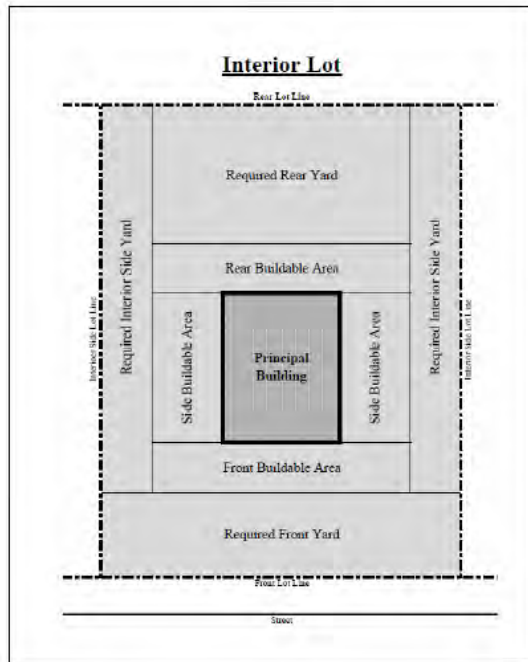 Interior Lot
Rear Lot Line
Required Rear Yard
Required Interior Side Yard
Required Interior Side Yard
Rear Buildable Area
Interior Side Lot Line
Side Buildable Area
Principal
Building
Side Buildable Area
Interior Side Lot Line
Front Buildable Area
Required Front Yard
Front Lot Line
Street